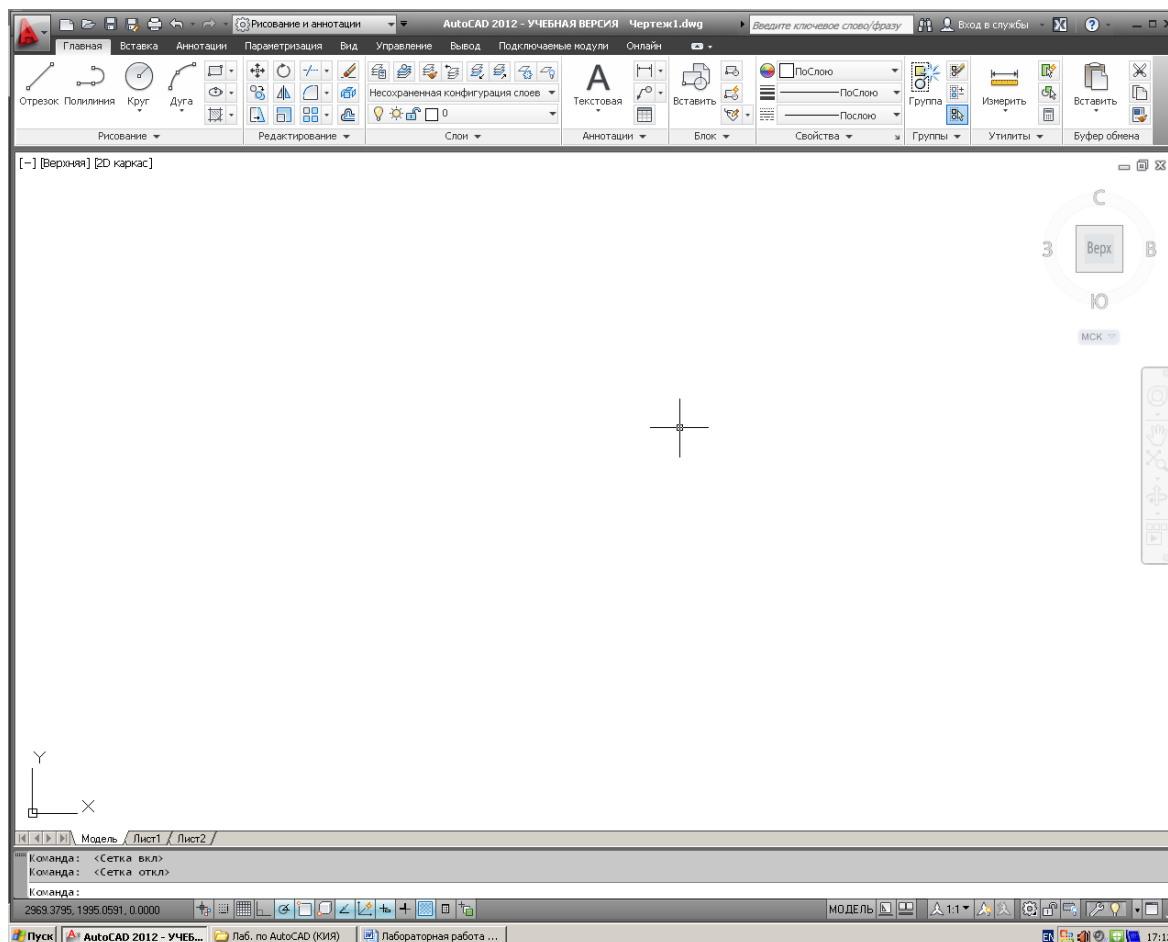 Рисование и аннотации AutoCAD 2012 - УЧЕБНАЯ ВЕРСИЯ Чертеж1.dwg Введите ключевое слово/фразу Вход в службы
Главная Вставка Аннотации Параметризация Вид Управление Вывод Подключаемые модули Онлайн
ПоСлою
Несохраненная конфигурация слоев ПоСлою
Отрезок Полилиния Круг Дуга Текстовая Вставить Группа Измерить Вставить
0 Послою
Рисование Редактирование Слои Аннотации Блок Свойства Группы Утилиты Буфер обмена
[−] [Верхняя] [2D каркас]
С
З Верх В
Ю
МСК
Y
X
Модель Лист1 Лист2
Команда: <Сетка вкл>
Команда: <Сетка откл>
Команда:
2969.3795, 1995.0591, 0.0000 МОДЕЛЬ 1:1
Пуск AutoCAD 2012 - УЧЕБ... Лаб. по AutoCAD (КИЯ) Лабораторная работа ... EN